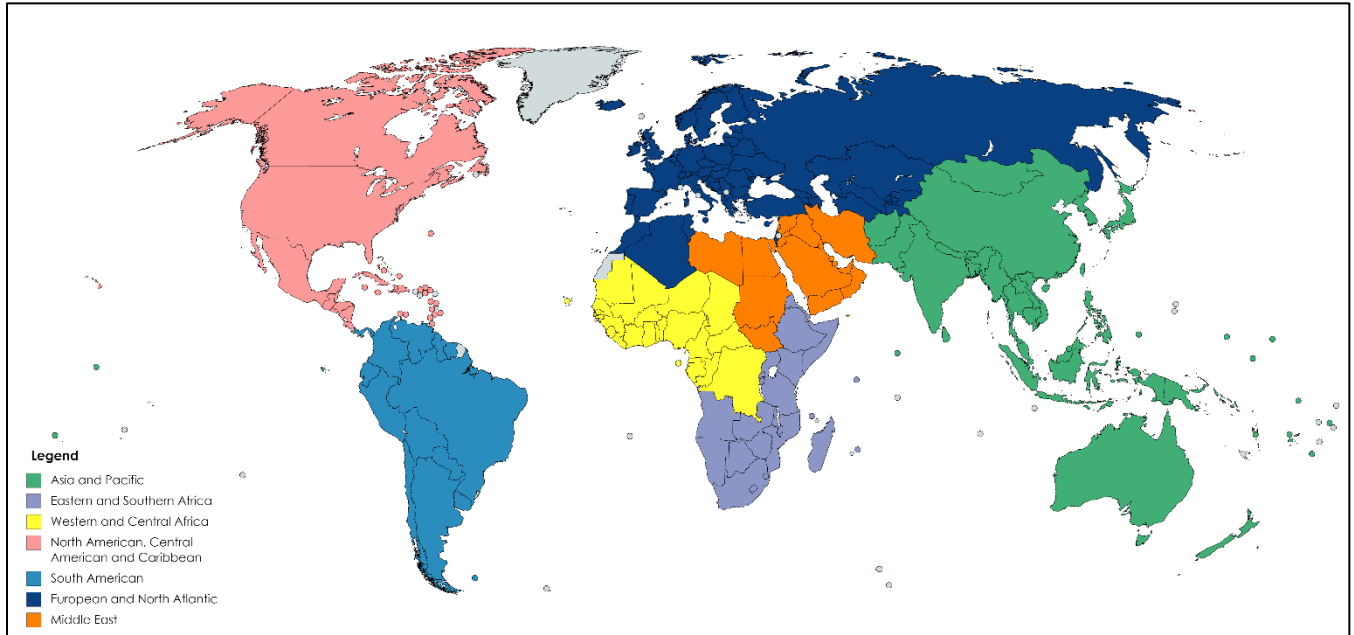 Legend
Asia and Pacific
Eastern and Southern Africa
Western and Central Africa
North American, Central
American and Caribbean
South American
European and North Atlantic
Middle East